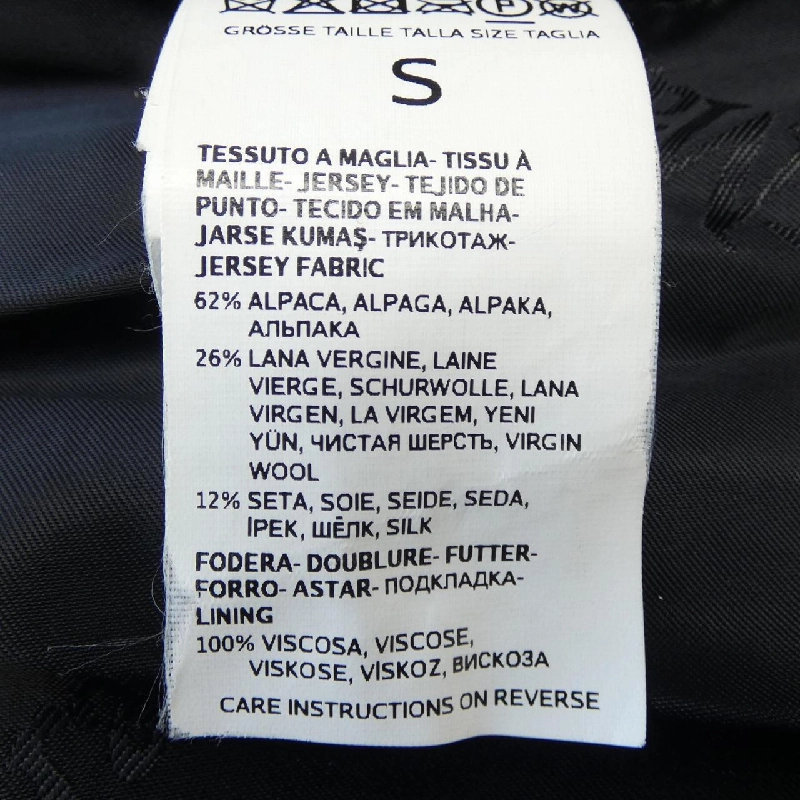 GRÖSSE TAILLE TALLA SIZE TAGLIA
S
TESSUTO A MAGLIA- TISSU À
MAILLE- JERSEY- TEJIDO DE
PUNTO- TECIDO EM MALHA-
JARSE KUMAŞ- ТРИКОТАЖ-
JERSEY FABRIC
62% ALPACA, ALPAGA, ALPAKA,
АЛЬПАКА
26% LANA VERGINE, LAINE
VIERGE, SCHURWOLLE, LANA
VIRGEN, LA VIRGEM, YENI
YÜN, ЧИСТАЯ ШЕРСТЬ, VIRGIN
WOOL
12% SETA, SOIE, SEIDE, SEDA,
İPEK, ШЁЛК, SILK
FODERA- DOUBLURE- FUTTER-
FORRO- ASTAR- ПОДКЛАДКА-
LINING
100% VISCOSA, VISCOSE,
VISKOSE, VİSKOZ, ВИСКОЗА
CARE INSTRUCTIONS ON REVERSE